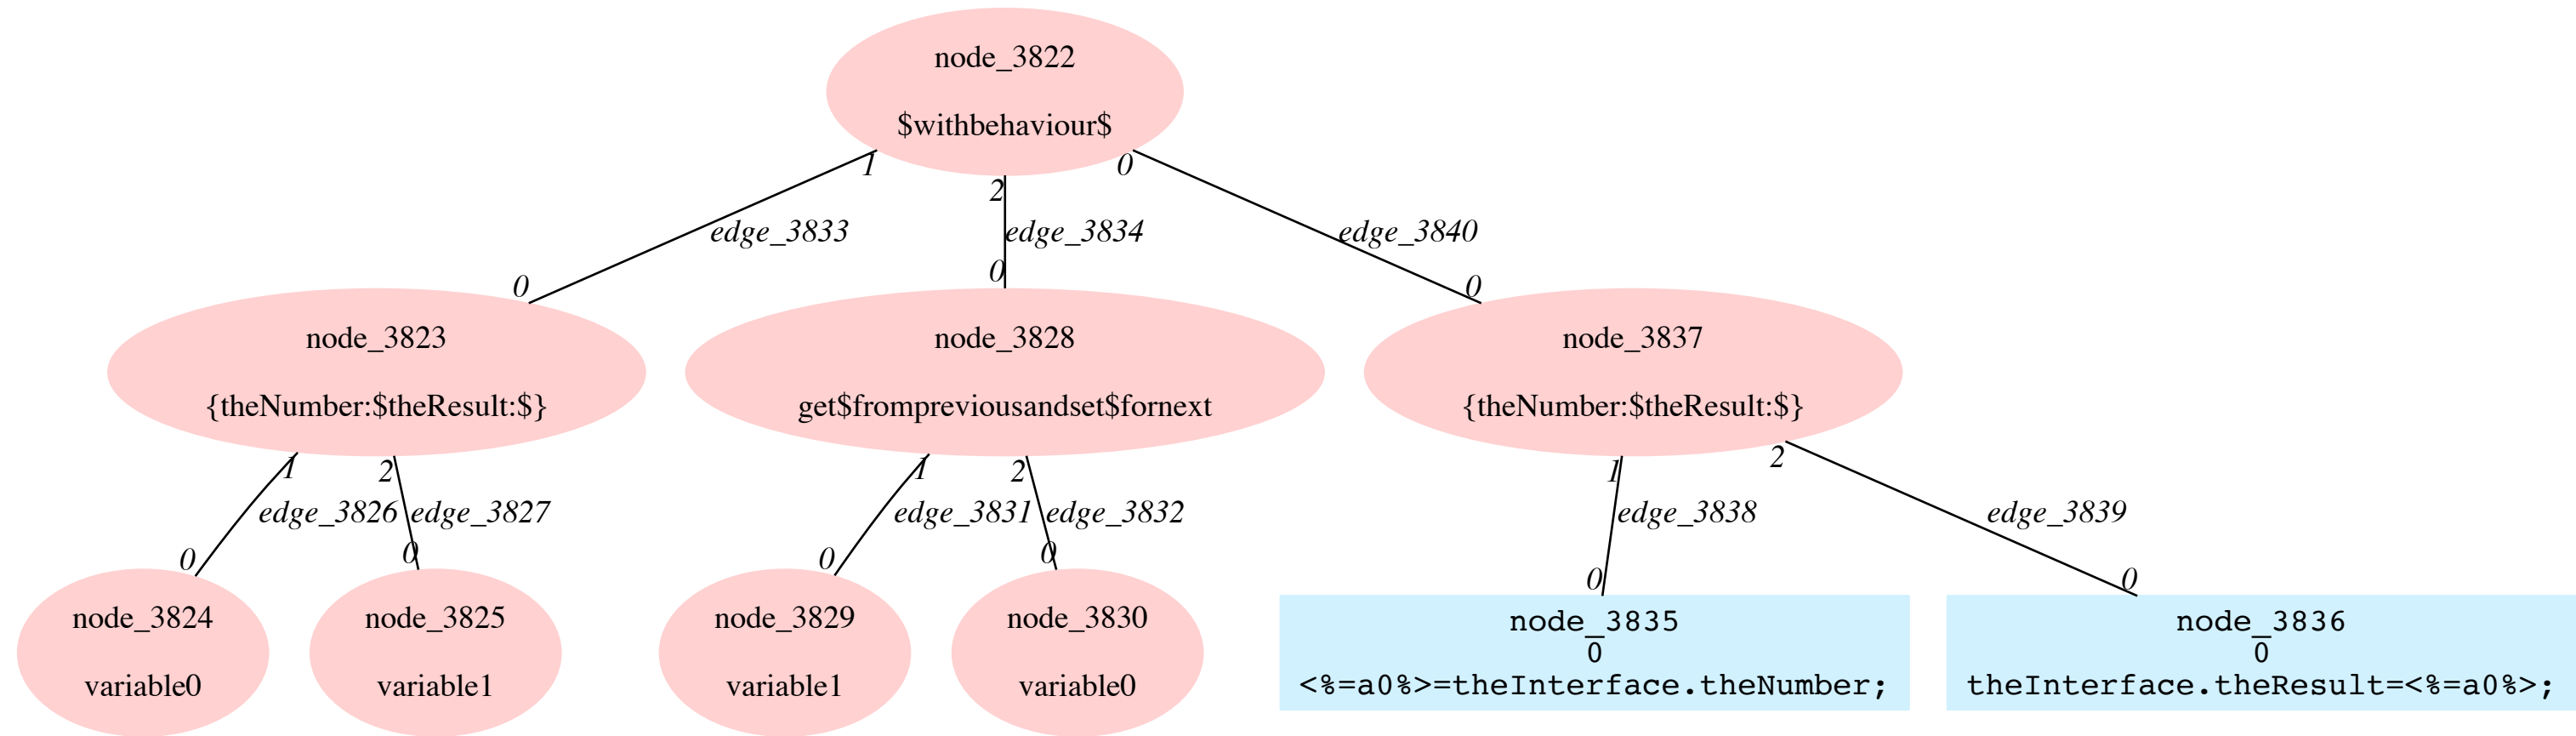 node_3822
$withbehaviour$
1
2
0
edge_3833
edge_3834
edge_3840
0
0
0
node_3823
{theNumber:$theResult:$}
node_3828
get$frompreviousandset$fornext
node_3837
{theNumber:$theResult:$}
1
2
1
2
1
2
edge_3826
edge_3827
edge_3831
edge_3832
edge_3838
edge_3839
0
0
0
0
0
0
node_3824
variable0
node_3825
variable1
node_3829
variable1
node_3830
variable0
node_3835
0
<%=a0%>=theInterface.theNumber;
node_3836
0
theInterface.theResult=<%=a0%>;